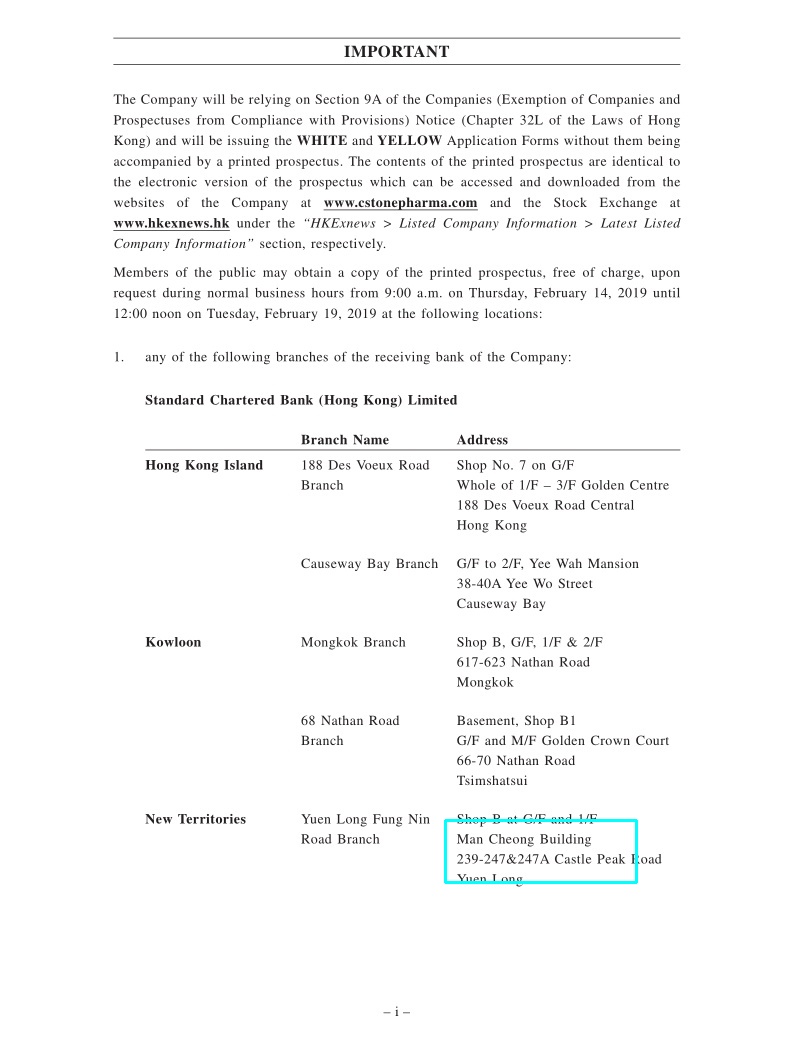 IMPORTANT
The Company will be relying on Section 9A of the Companies (Exemption of Companies and
Prospectuses from Compliance with Provisions) Notice (Chapter 32L of the Laws of Hong
Kong) and will be issuing the WHITE and YELLOW Application Forms without them being
accompanied by a printed prospectus. The contents of the printed prospectus are identical to
the electronic version of the prospectus which can be accessed and downloaded from the
websites of the Company at www.cstonepharma.com and the Stock Exchange at
www.hkexnews.hk under the “HKExnews > Listed Company Information > Latest Listed
Company Information” section, respectively.
Members of the public may obtain a copy of the printed prospectus, free of charge, upon
request during normal business hours from 9:00 a.m. on Thursday, February 14, 2019 until
12:00 noon on Tuesday, February 19, 2019 at the following locations:
1. any of the following branches of the receiving bank of the Company:
Standard Chartered Bank (Hong Kong) Limited
Branch Name Address
Hong Kong Island 188 Des Voeux Road Shop No. 7 on G/F
Branch Whole of 1/F – 3/F Golden Centre
188 Des Voeux Road Central
Hong Kong
Causeway Bay Branch G/F to 2/F, Yee Wah Mansion
38-40A Yee Wo Street
Causeway Bay
Kowloon Mongkok Branch Shop B, G/F, 1/F & 2/F
617-623 Nathan Road
Mongkok
68 Nathan Road Basement, Shop B1
Branch G/F and M/F Golden Crown Court
66-70 Nathan Road
Tsimshatsui
New Territories Yuen Long Fung Nin Shop B at G/F and 1/F
Road Branch Man Cheong Building
239-247&247A Castle Peak Road
Yuen Long
– i –